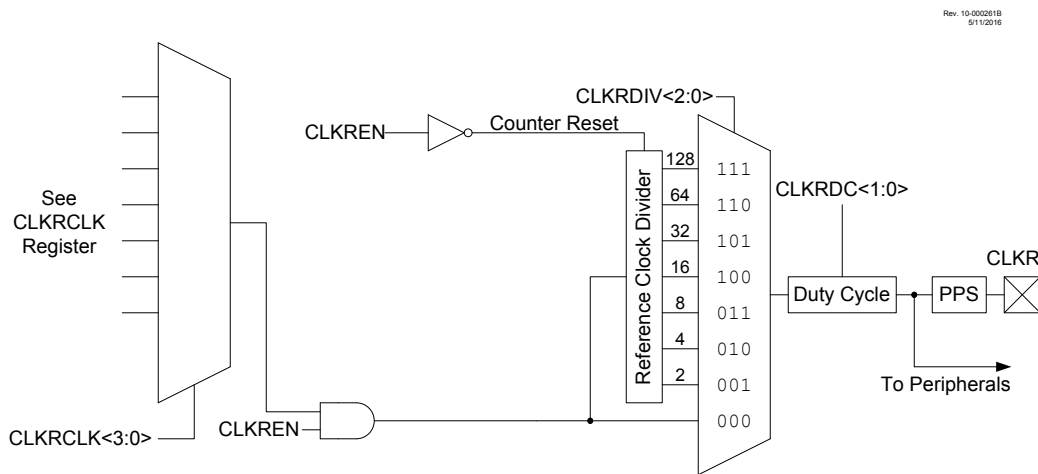 Rev. 10-000261B
5/11/2016
CLKRDIV<2:0>
CLKREN
Counter Reset
See
CLKRCLK
Register
Reference Clock Divider
128
64
32
16
8
4
2
111
110
101
100
011
010
001
000
CLKRDC<1:0>
Duty Cycle
PPS
CLKR
To Peripherals
CLKREN
CLKRCLK<3:0>